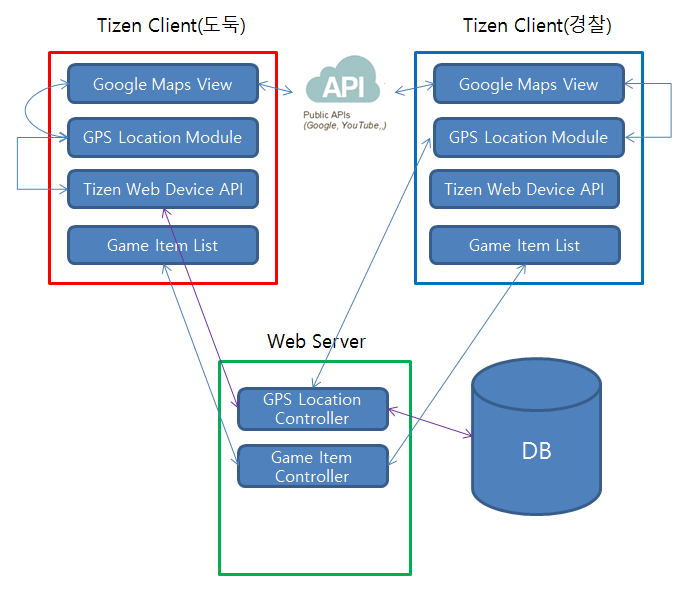 Tizen Client(도둑)
Google Maps View
GPS Location Module
Tizen Web Device API
Game Item List
API
Public APIs
(Google, YouTube,,)
Tizen Client(경찰)
Google Maps View
GPS Location Module
Tizen Web Device API
Game Item List
Web Server
GPS Location
Controller
Game Item
Controller
DB